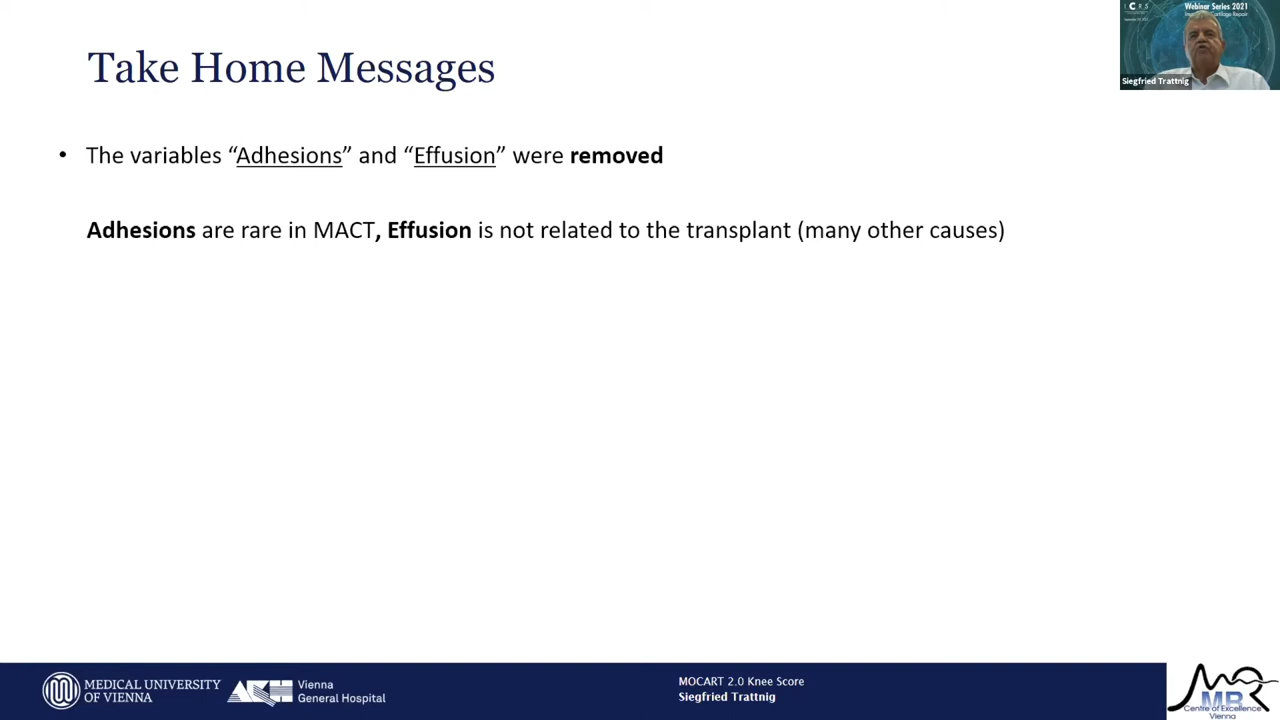 Take Home Messages
I C R S
Webinar Series 2021
Siegfried Trattnig
• The variables “Adhesions” and “Effusion” were removed
Adhesions are rare in MACT, Effusion is not related to the transplant (many other causes)
MEDICAL UNIVERSITY
OF VIENNA
Vienna
General Hospital
MOCART 2.0 Knee Score
Siegfried Trattnig
MR
Centre of Excellence
Vienna